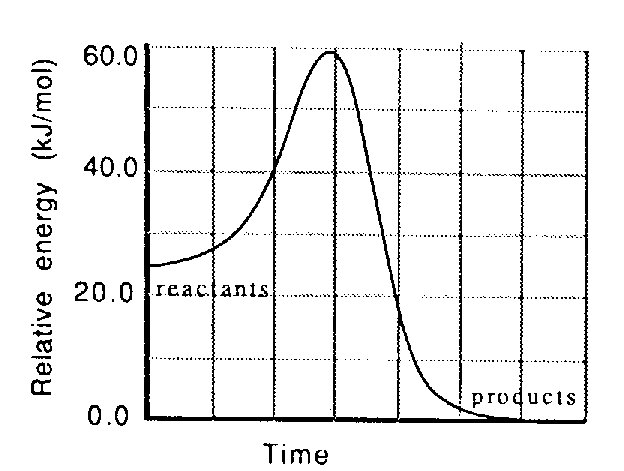 60.0
40.0
20.0
0.0
Relative energy (kJ/mol)
reactants
products
Time